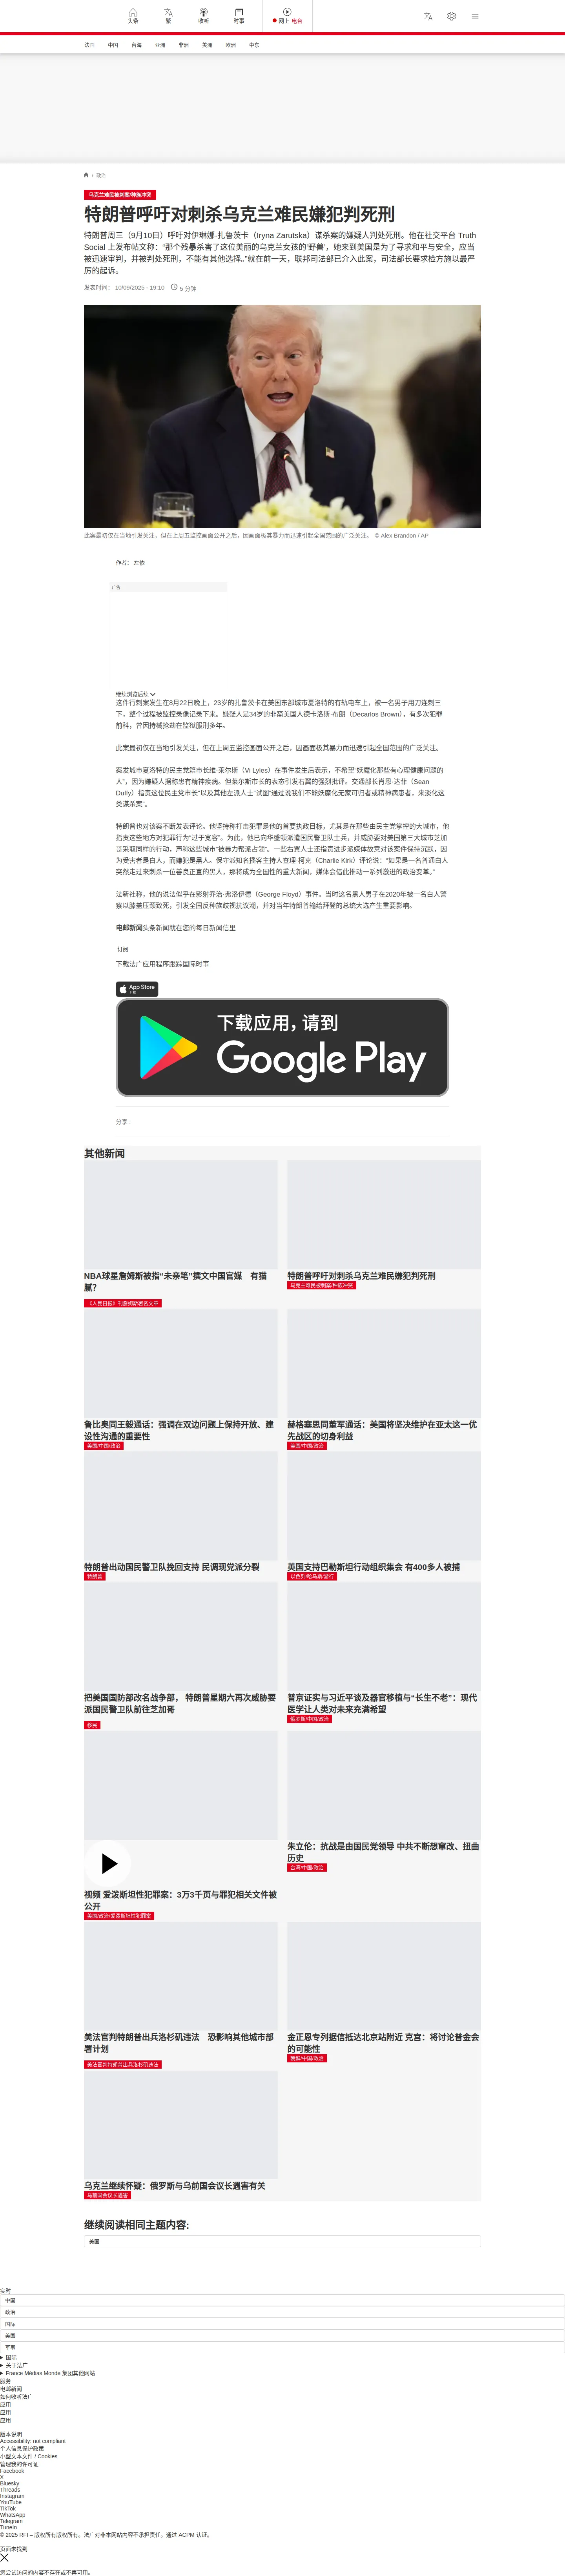 头条
繁
收听
时事
网上 电台
法国
中国
台海
亚洲
非洲
美洲
欧洲
中东
/ 政治
乌克兰难民被刺案/种族冲突
特朗普呼吁对刺杀乌克兰难民嫌犯判死刑
特朗普周三（9月10日）呼吁对伊琳娜·扎鲁茨卡（Iryna Zarutska）谋杀案的嫌疑人判处死刑。他在社交平台 Truth
Social 上发布帖文称：“那个残暴杀害了这位美丽的乌克兰女孩的‘野兽’，她来到美国是为了寻求和平与安全，应当
被迅速审判，并被判处死刑，不能有其他选择。”就在前一天，联邦司法部已介入此案，司法部长要求检方施以最严
厉的起诉。
发表时间： 10/09/2025 - 19:10
5 分钟
此案最初仅在当地引发关注，但在上周五监控画面公开之后，因画面极其暴力而迅速引起全国范围的广泛关注。 © Alex Brandon / AP
作者： 左依
广告
继续浏览后续
这件行刺案发生在8月22日晚上，23岁的扎鲁茨卡在美国东部城市夏洛特的有轨电车上，被一名男子用刀连刺三
下，整个过程被监控录像记录下来。嫌疑人是34岁的非裔美国人德卡洛斯·布朗（Decarlos Brown），有多次犯罪
前科，曾因持械抢劫在监狱服刑多年。
此案最初仅在当地引发关注，但在上周五监控画面公开之后，因画面极其暴力而迅速引起全国范围的广泛关注。
案发城市夏洛特的民主党籍市长维·莱尔斯（Vi Lyles）在事件发生后表示，不希望“妖魔化那些有心理健康问题的
人”，因为嫌疑人据称患有精神疾病。但莱尔斯市长的表态引发右翼的强烈批评。交通部长肖恩·达菲（Sean
Duffy）指责这位民主党市长“以及其他左派人士”试图“通过说我们不能妖魔化无家可归者或精神病患者，来淡化这
类谋杀案”。
特朗普也对该案不断发表评论。他坚持称打击犯罪是他的首要执政目标，尤其是在那些由民主党掌控的大城市，他
指责这些地方对犯罪行为“过于宽容”。为此，他已向华盛顿派遣国民警卫队士兵，并威胁要对美国第三大城市芝加
哥采取同样的行动，声称这些城市“被暴力帮派占领”。一些右翼人士还指责进步派媒体故意对该案件保持沉默，因
为受害者是白人，而嫌犯是黑人。保守派知名播客主持人查理·柯克（Charlie Kirk）评论说：“如果是一名普通白人
突然走过来刺杀一位善良正直的黑人，那将成为全国性的重大新闻，媒体会借此推动一系列激进的政治变革。”
法新社称，他的说法似乎在影射乔治·弗洛伊德（George Floyd）事件。当时这名黑人男子在2020年被一名白人警
察以膝盖压颈致死，引发全国反种族歧视抗议潮，并对当年特朗普输给拜登的总统大选产生重要影响。
电邮新闻头条新闻就在您的每日新闻信里
订阅
下载法广应用程序跟踪国际时事
App Store
下载
下载应用，请到
Google Play
分享 :
其他新闻
NBA球星詹姆斯被指“未亲笔”撰文中国官媒 有猫
腻？
《人民日报》刊詹姆斯署名文章
特朗普呼吁对刺杀乌克兰难民嫌犯判死刑
乌克兰难民被刺案/种族冲突
鲁比奥同王毅通话：强调在双边问题上保持开放、建
设性沟通的重要性
美国/中国/政治
赫格塞思同董军通话：美国将坚决维护在亚太这一优
先战区的切身利益
美国/中国/政治
特朗普出动国民警卫队挽回支持 民调现党派分裂
特朗普
英国支持巴勒斯坦行动组织集会 有400多人被捕
以色列/哈马斯/游行
把美国国防部改名战争部， 特朗普星期六再次威胁要
派国民警卫队前往芝加哥
移民
普京证实与习近平谈及器官移植与“长生不老”：现代
医学让人类对未来充满希望
俄罗斯/中国/政治
视频 爱泼斯坦性犯罪案：3万3千页与罪犯相关文件被
公开
美国/政治/爱泼斯坦性犯罪案
朱立伦：抗战是由国民党领导 中共不断想窜改、扭曲
历史
台湾/中国/政治
美法官判特朗普出兵洛杉矶违法 恐影响其他城市部
署计划
美法官判特朗普出兵洛杉矶违法
金正恩专列据信抵达北京站附近 克宫：将讨论普金会
的可能性
朝鲜/中国/政治
乌克兰继续怀疑：俄罗斯与乌前国会议长遇害有关
乌前国会议长遇害
继续阅读相同主题内容:
美国
实时
中国
政治
国际
美国
军事
国际
关于法广
France Médias Monde 集团其他网站
服务
电邮新闻
如何收听法广
应用
应用
应用
版本说明
Accessibility: not compliant
个人信息保护政策
小型文本文件 / Cookies
管理我的许可证
Facebook
X
Bluesky
Threads
Instagram
YouTube
TikTok
WhatsApp
Telegram
TuneIn
© 2025 RFI – 版权所有版权所有。法广对非本网站内容不承担责任。通过 ACPM 认证。
页面未找到
您尝试访问的内容不存在或不再可用。